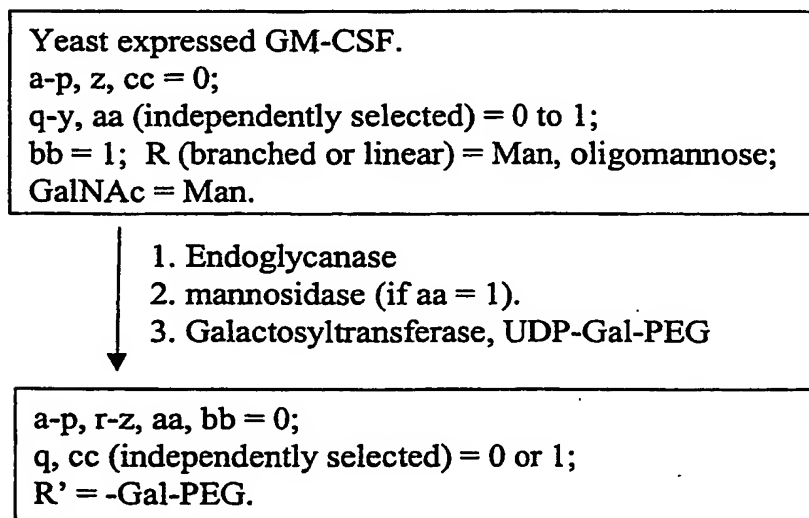 Yeast expressed GM-CSF.
a-p, z, cc = 0;
q-y, aa (independently selected) = 0 to 1;
bb = 1; R (branched or linear) = Man, oligomannose;
GalNAc = Man.
1. Endoglycanase
2. mannosidase (if aa = 1).
3. Galactosyltransferase, UDP-Gal-PEG
a-p, r-z, aa, bb = 0;
q, cc (independently selected) = 0 or 1;
R’ = -Gal-PEG.